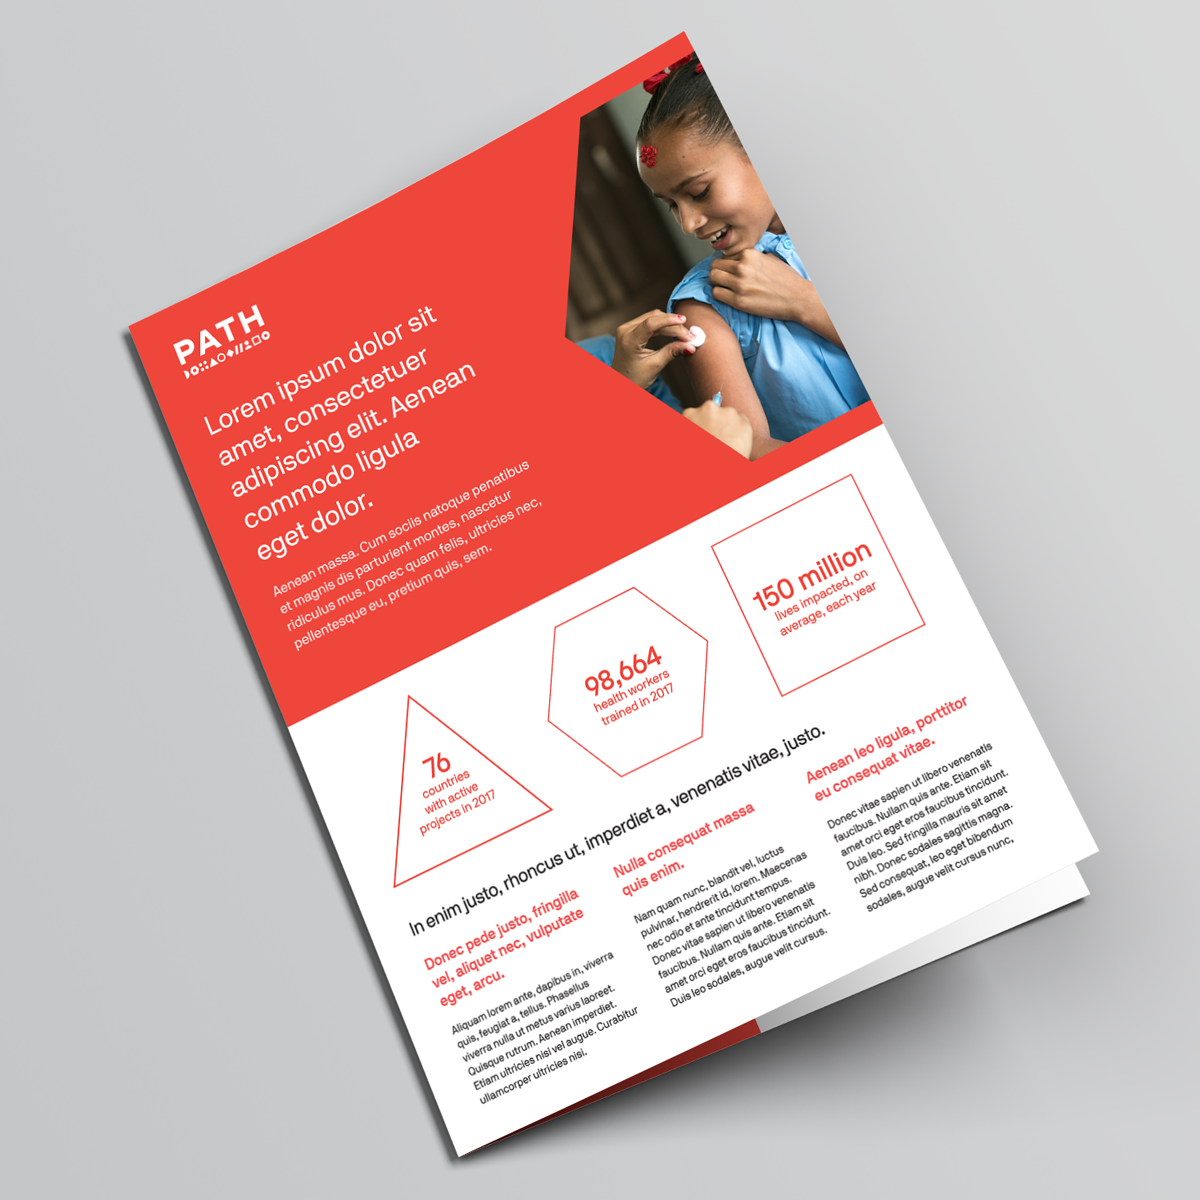 PATH
Lorem ipsum dolor sit
amet, consectetuer
adipiscing elit. Aenean
commodo ligula
eget dolor.
Aenean massa. Cum sociis natoque penatibus
et magnis dis parturient montes, nascetur
ridiculus mus. Donec quam felis, ultricies nec,
pellentesque eu, pretium quis, sem.
76
countries
with active
projects in 2017
98,664
health workers
trained in 2017
150 million
lives impacted, on
average, each year
In enim justo, rhoncus ut, imperdiet a, venenatis vitae, justo.
Donec pede justo, fringilla
vel, aliquet nec, vulputate
eget, arcu.
Aliquam lorem ante, dapibus in, viverra
quis, feugiat a, tellus. Phasellus
viverra nulla ut metus varius laoreet.
Quisque rutrum. Aenean imperdiet.
Etiam ultricies nisi vel augue. Curabitur
ullamcorper ultricies nisi.
Nulla consequat massa
quis enim.
Nam quam nunc, blandit vel, luctus
pulvinar, hendrerit id, lorem. Maecenas
nec odio et ante tincidunt tempus.
Donec vitae sapien ut libero venenatis
faucibus. Nullam quis ante. Etiam sit
amet orci eget eros faucibus tincidunt.
Duis leo sodales, augue velit cursus.
Aenean leo ligula, porttitor
eu consequat vitae.
Donec vitae sapien ut libero venenatis
faucibus. Nullam quis ante. Etiam sit
amet orci eget eros faucibus tincidunt.
Duis leo. Sed fringilla mauris sit amet
nibh. Donec sodales sagittis magna.
Sed consequat, leo eget bibendum
sodales, augue velit cursus nunc,